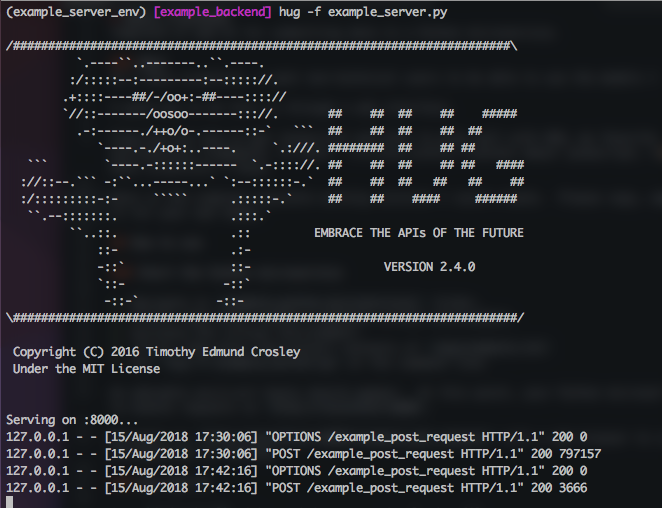 (example_server_env) [example_backend] hug -f example_server.py
/#######################################################################\
          `.----``..-------..``.----.
         :/:::::--:---------:--::::://.
        .+::::----##/-/oo+:-##----:::://
        `//::-------/oosoo-------:::://.       ##    ##  ##    ##    #####
          .-:------./++o/o-.------::-`   ```   ##    ##  ##    ##  ##
             `----.-./+o+:..----.     `.:///.  ########  ##    ## ##
   ```        `----.-::::::------  `.-:::://.  ##    ##  ##    ## ##   ####
  ://::--.``` -:``...-----...` `:--::::::-.`   ##    ##  ##   ##   ##    ##
  :/:::::::::-:-     `````      .:::::-.`      ##    ##    ####     ######
   ``.--:::::::.                .:::.`
         ``..::.                .::         EMBRACE THE APIs OF THE FUTURE
             ::-                .:-
             -::`               ::-                   VERSION 2.4.0
             `::-              -::`
              -::-`           -::-
\########################################################################/
Copyright (C) 2016 Timothy Edmund Crosley
Under the MIT License
Serving on :8000...
127.0.0.1 - - [15/Aug/2018 17:30:06] "OPTIONS /example_post_request HTTP/1.1" 200 0
127.0.0.1 - - [15/Aug/2018 17:30:06] "POST /example_post_request HTTP/1.1" 200 797157
127.0.0.1 - - [15/Aug/2018 17:42:16] "OPTIONS /example_post_request HTTP/1.1" 200 0
127.0.0.1 - - [15/Aug/2018 17:42:16] "POST /example_post_request HTTP/1.1" 200 3666